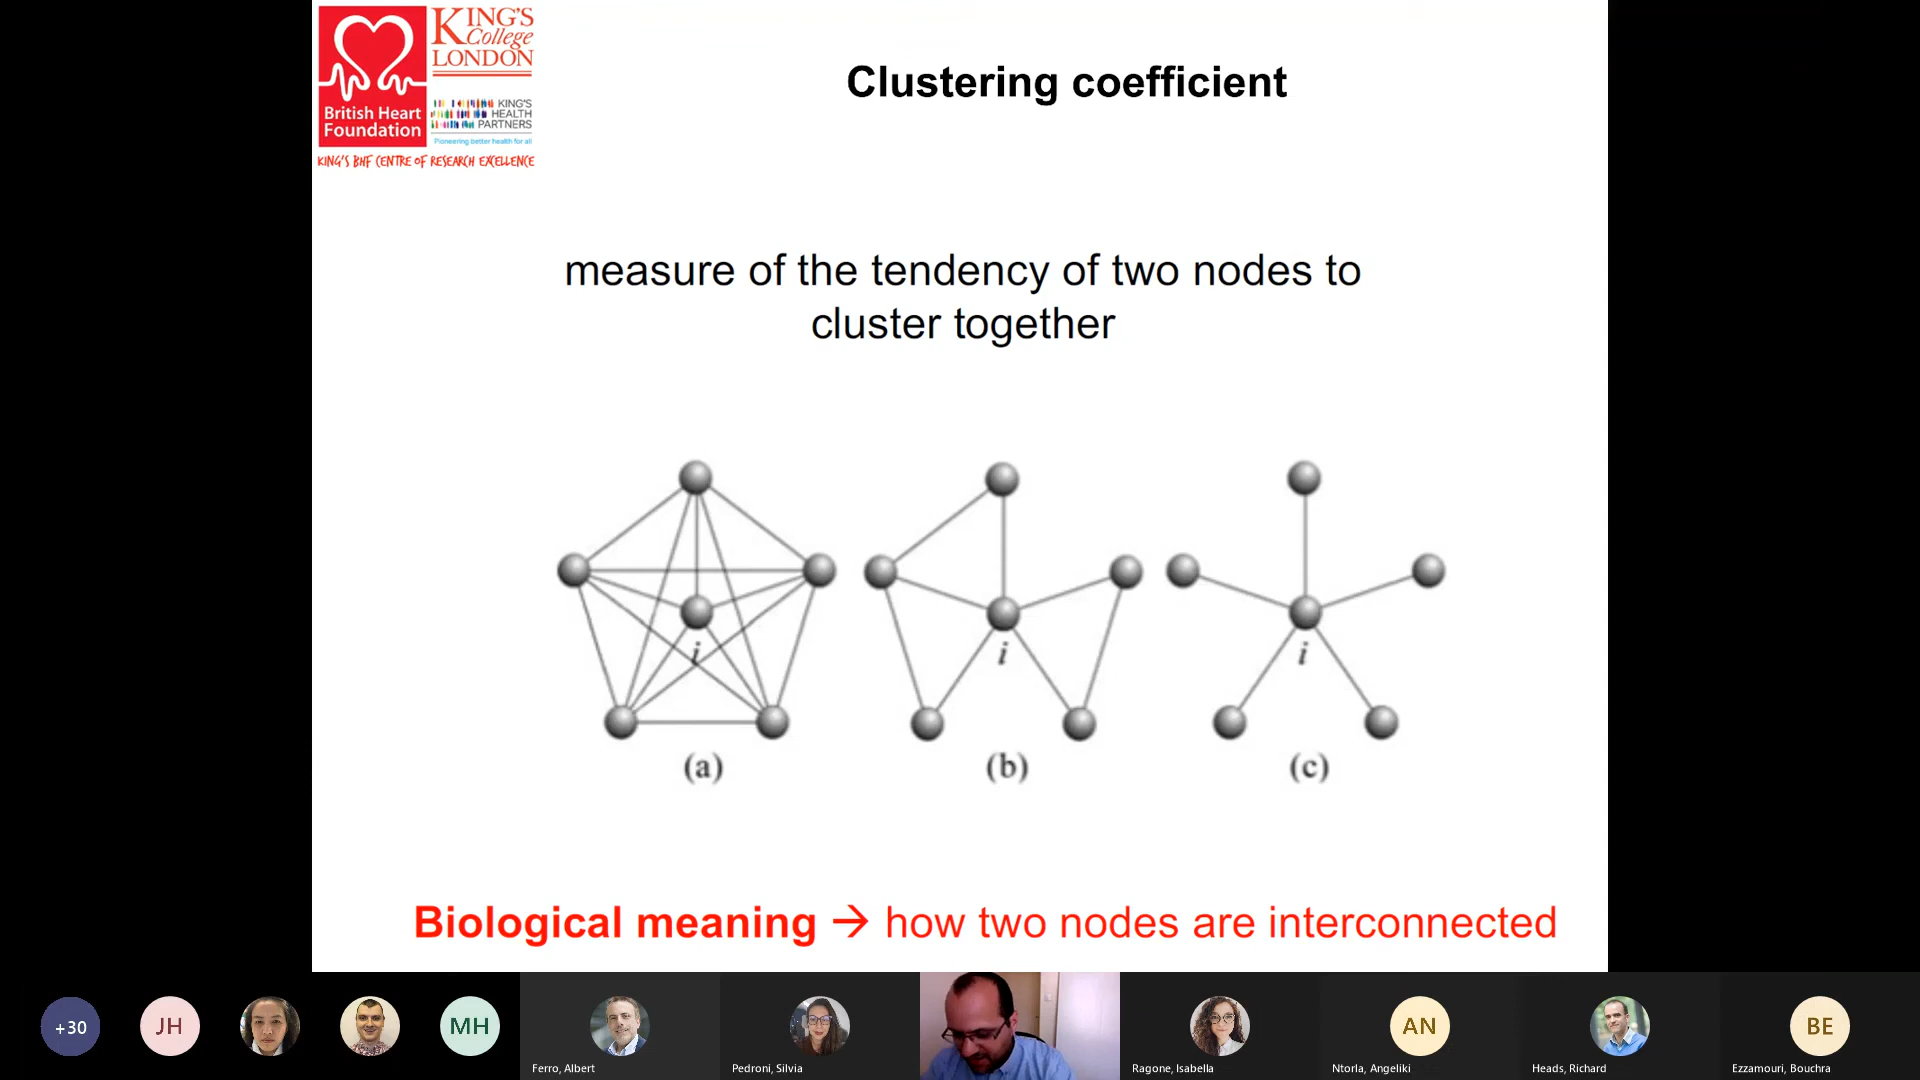 KING'S
College
LONDON
British Heart
Foundation
KING'S
HEALTH
PARTNERS
Pioneering better health for all
KING'S BHF CENTRE OF RESEARCH EXCELLENCE
Clustering coefficient
measure of the tendency of two nodes to
cluster together
i
i
i
(a)
(b)
(c)
Biological meaning → how two nodes are interconnected
+30
JH
MH
AN
BE
Ferro, Albert
Pedroni, Silvia
Ragone, Isabella
Ntorla, Angeliki
Heads, Richard
Ezzamouri, Bouchra